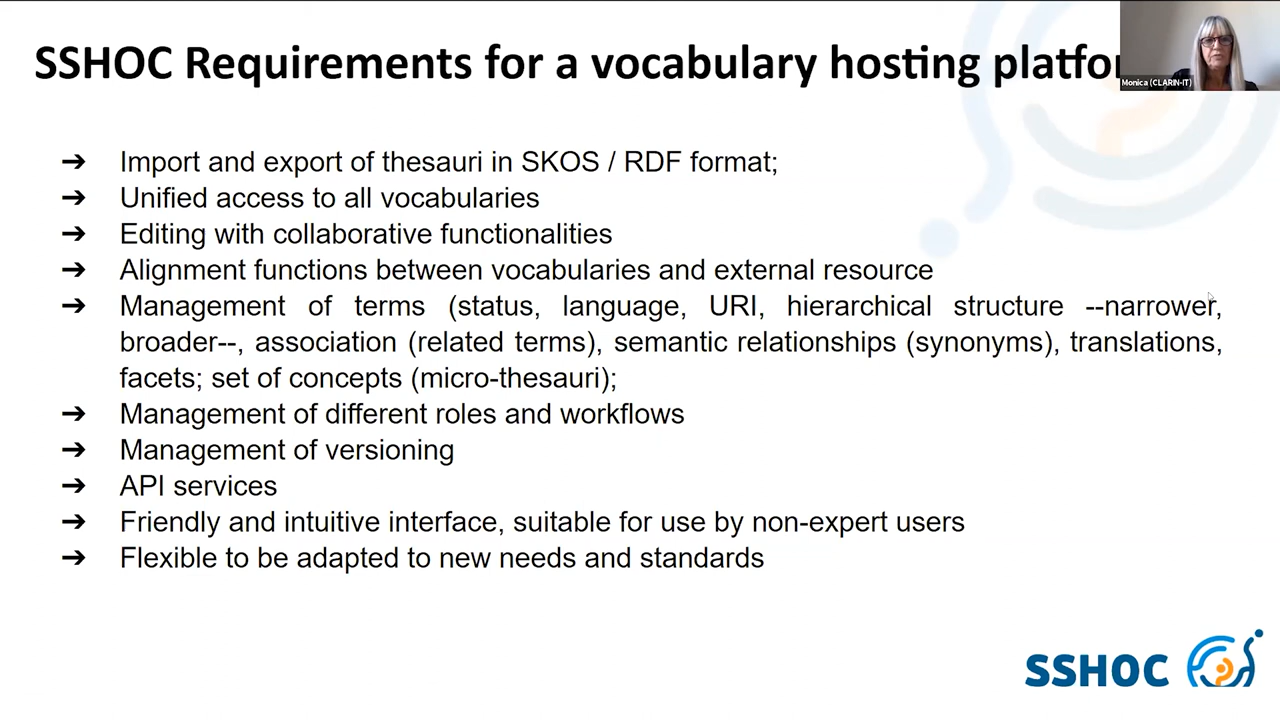 SSHOC Requirements for a vocabulary hosting platfor
Monica (CLARIN-IT)
➔ Import and export of thesauri in SKOS / RDF format;
➔ Unified access to all vocabularies
➔ Editing with collaborative functionalities
➔ Alignment functions between vocabularies and external resource
➔ Management of terms (status, language, URI, hierarchical structure --narrower,
broader--, association (related terms), semantic relationships (synonyms), translations,
facets; set of concepts (micro-thesauri);
➔ Management of different roles and workflows
➔ Management of versioning
➔ API services
➔ Friendly and intuitive interface, suitable for use by non-expert users
➔ Flexible to be adapted to new needs and standards
SSHOC